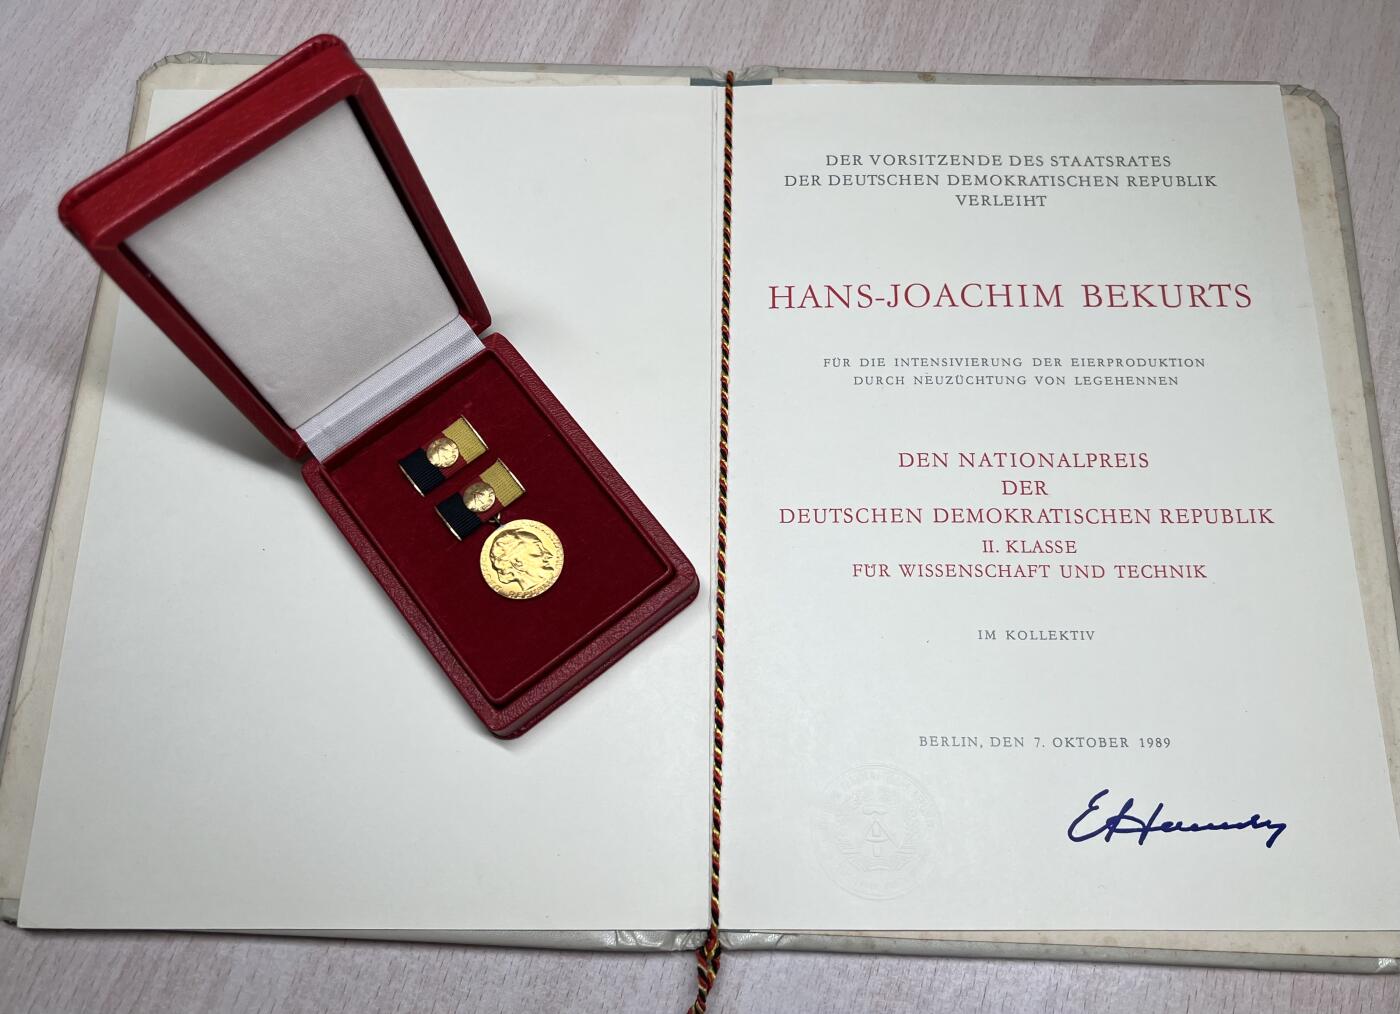 DER VORSITZENDE DES STAATSRATES
DER DEUTSCHEN DEMOKRATISCHEN REPUBLIK
VERLEIHT
HANS-JOACHIM BEKURTS
FÜR DIE INTENSIVIERUNG DER EIERPRODUKTION
DURCH NEUZÜCHTUNG VON LEGEHENNEN
DEN NATIONALPREIS
DER
DEUTSCHEN DEMOKRATISCHEN REPUBLIK
II. KLASSE
FÜR WISSENSCHAFT UND TECHNIK
IM KOLLEKTIV
BERLIN, DEN 7. OKTOBER 1989